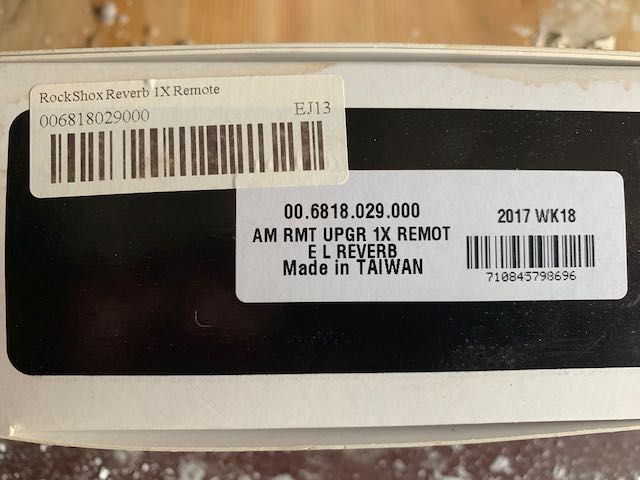 RockShox Reverb 1X Remote
006818029000 EJ13
00.6818.029.000
AM RMT UPGR 1X REMOT
E L REVERB
Made in TAIWAN
2017 WK18
710845798696